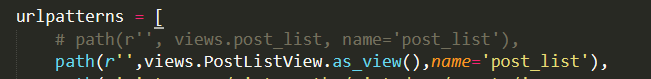 urlpatterns = [
# path(r'', views.post_list, name='post_list'),
path(r'',views.PostListView.as_view(),name='post_list'),